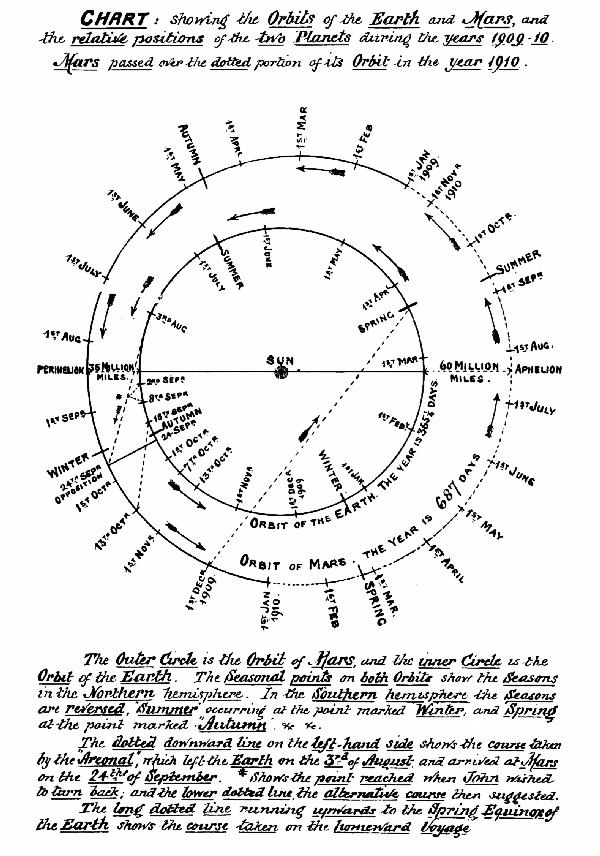 CHART: showing the Orbits of the Earth and Mars, and
the relative positions of the two Planets during the years 1909-10.
Mars passed over the dotted portion of its Orbit in the year 1910.
1ST MAR
1ST FEB
1ST APRL
AUTUMN
1ST MAY
1ST JAN 1909
1ST NOVR 1910
1ST JUNE
1ST OCTR.
1ST JULY
SUMMER
1ST SEPR
1ST AUG.
1ST AUG.
PERIHELION
35 MILLION MILES.
60 MILLION MILES.
APHELION
1ST SEPR
1ST JULY
WINTER
24TH SEPR OPPOSITION
1ST OCTR
1ST JUNE
13TH OCTR
1ST MAY
1ST NOVR
1ST APRIL
1ST DECR 1909
1ST JAN 1910.
1ST FEB
SPRING
1ST MAR.
1ST JUNE
SUMMER
1ST JULY
1ST MAY
1ST APR
SPRING
3RD AUG
SUN
1ST MAR
2ND SEPR
8TH SEPR
AUTUMN
24 SEPR
1ST OCTR
7TH OCTR
13TH OCTR
1ST NOVR
1ST DECR 1909
WINTER
1ST JAN
1ST FEB
ORBIT OF THE EARTH. THE YEAR IS 365¼ DAYS.
ORBIT OF MARS. THE YEAR IS 687 DAYS
The Outer Circle is the Orbit of Mars, and the inner Circle is the
Orbit of the Earth. The Seasonal points on both Orbits show the Seasons
in the Northern hemisphere. In the Southern hemisphere the Seasons
are reversed, "Summer" occurring at the point marked Winter, and Spring
at the point marked "Autumn". &c &c.
The dotted downward line on the left-hand side shows the course taken
by the "Areonal", which left the Earth on the 3rd of August, and arrived at Mars
on the 24th of September. * Shows the point reached when John wished
to turn back; and the lower dotted line the alternative course then suggested.
The long dotted line running upwards to the Spring Equinox of
the Earth shows the course taken on the homeward Voyage